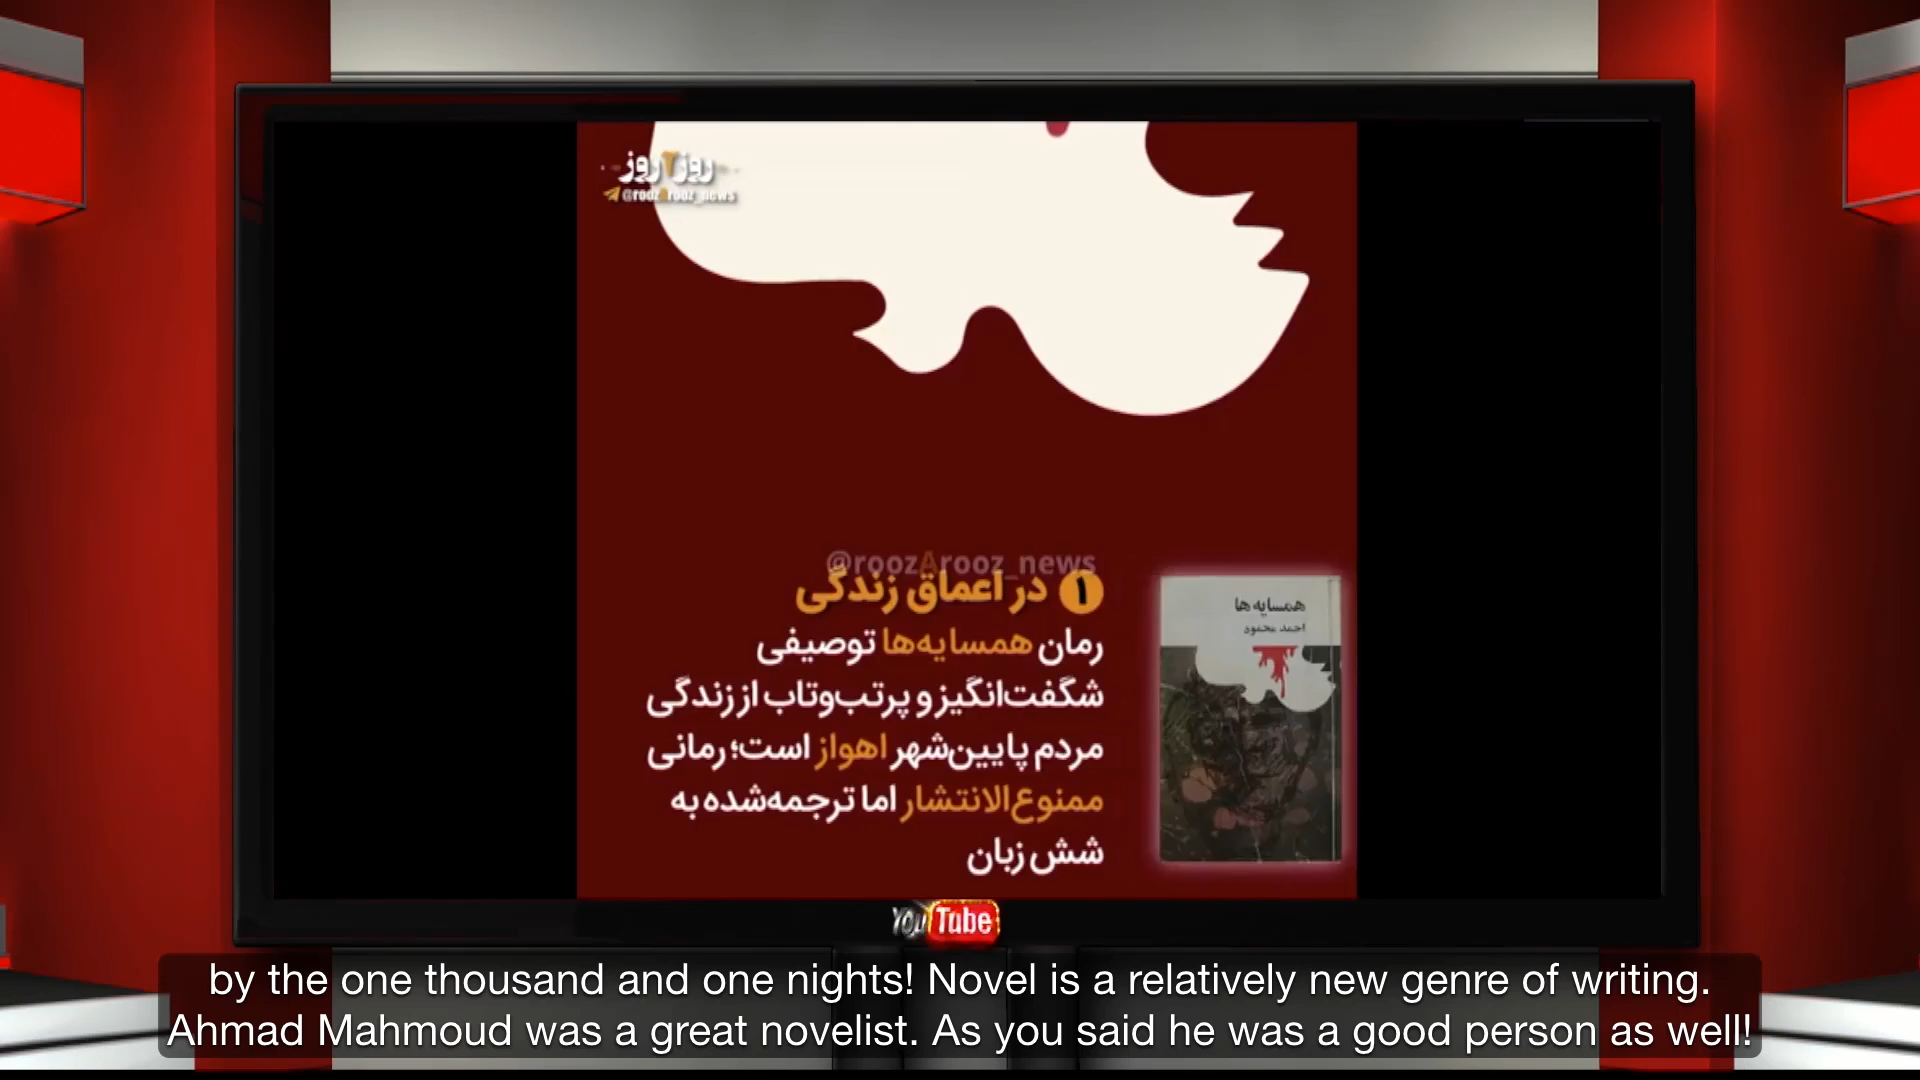 روز۲روز
@roozArooz_news
@roozArooz_news
۱ در اعماق زندگی
رمان همسایه‌ها توصیفی
شگفت‌انگیز و پرتب‌وتاب از زندگی
مردم پایین‌شهر اهواز است؛ رمانی
ممنوع‌الانتشار اما ترجمه‌شده به
شش زبان
همسایه ها
احمد محمود
YouTube
by the one thousand and one nights! Novel is a relatively new genre of writing.
Ahmad Mahmoud was a great novelist. As you said he was a good person as well!